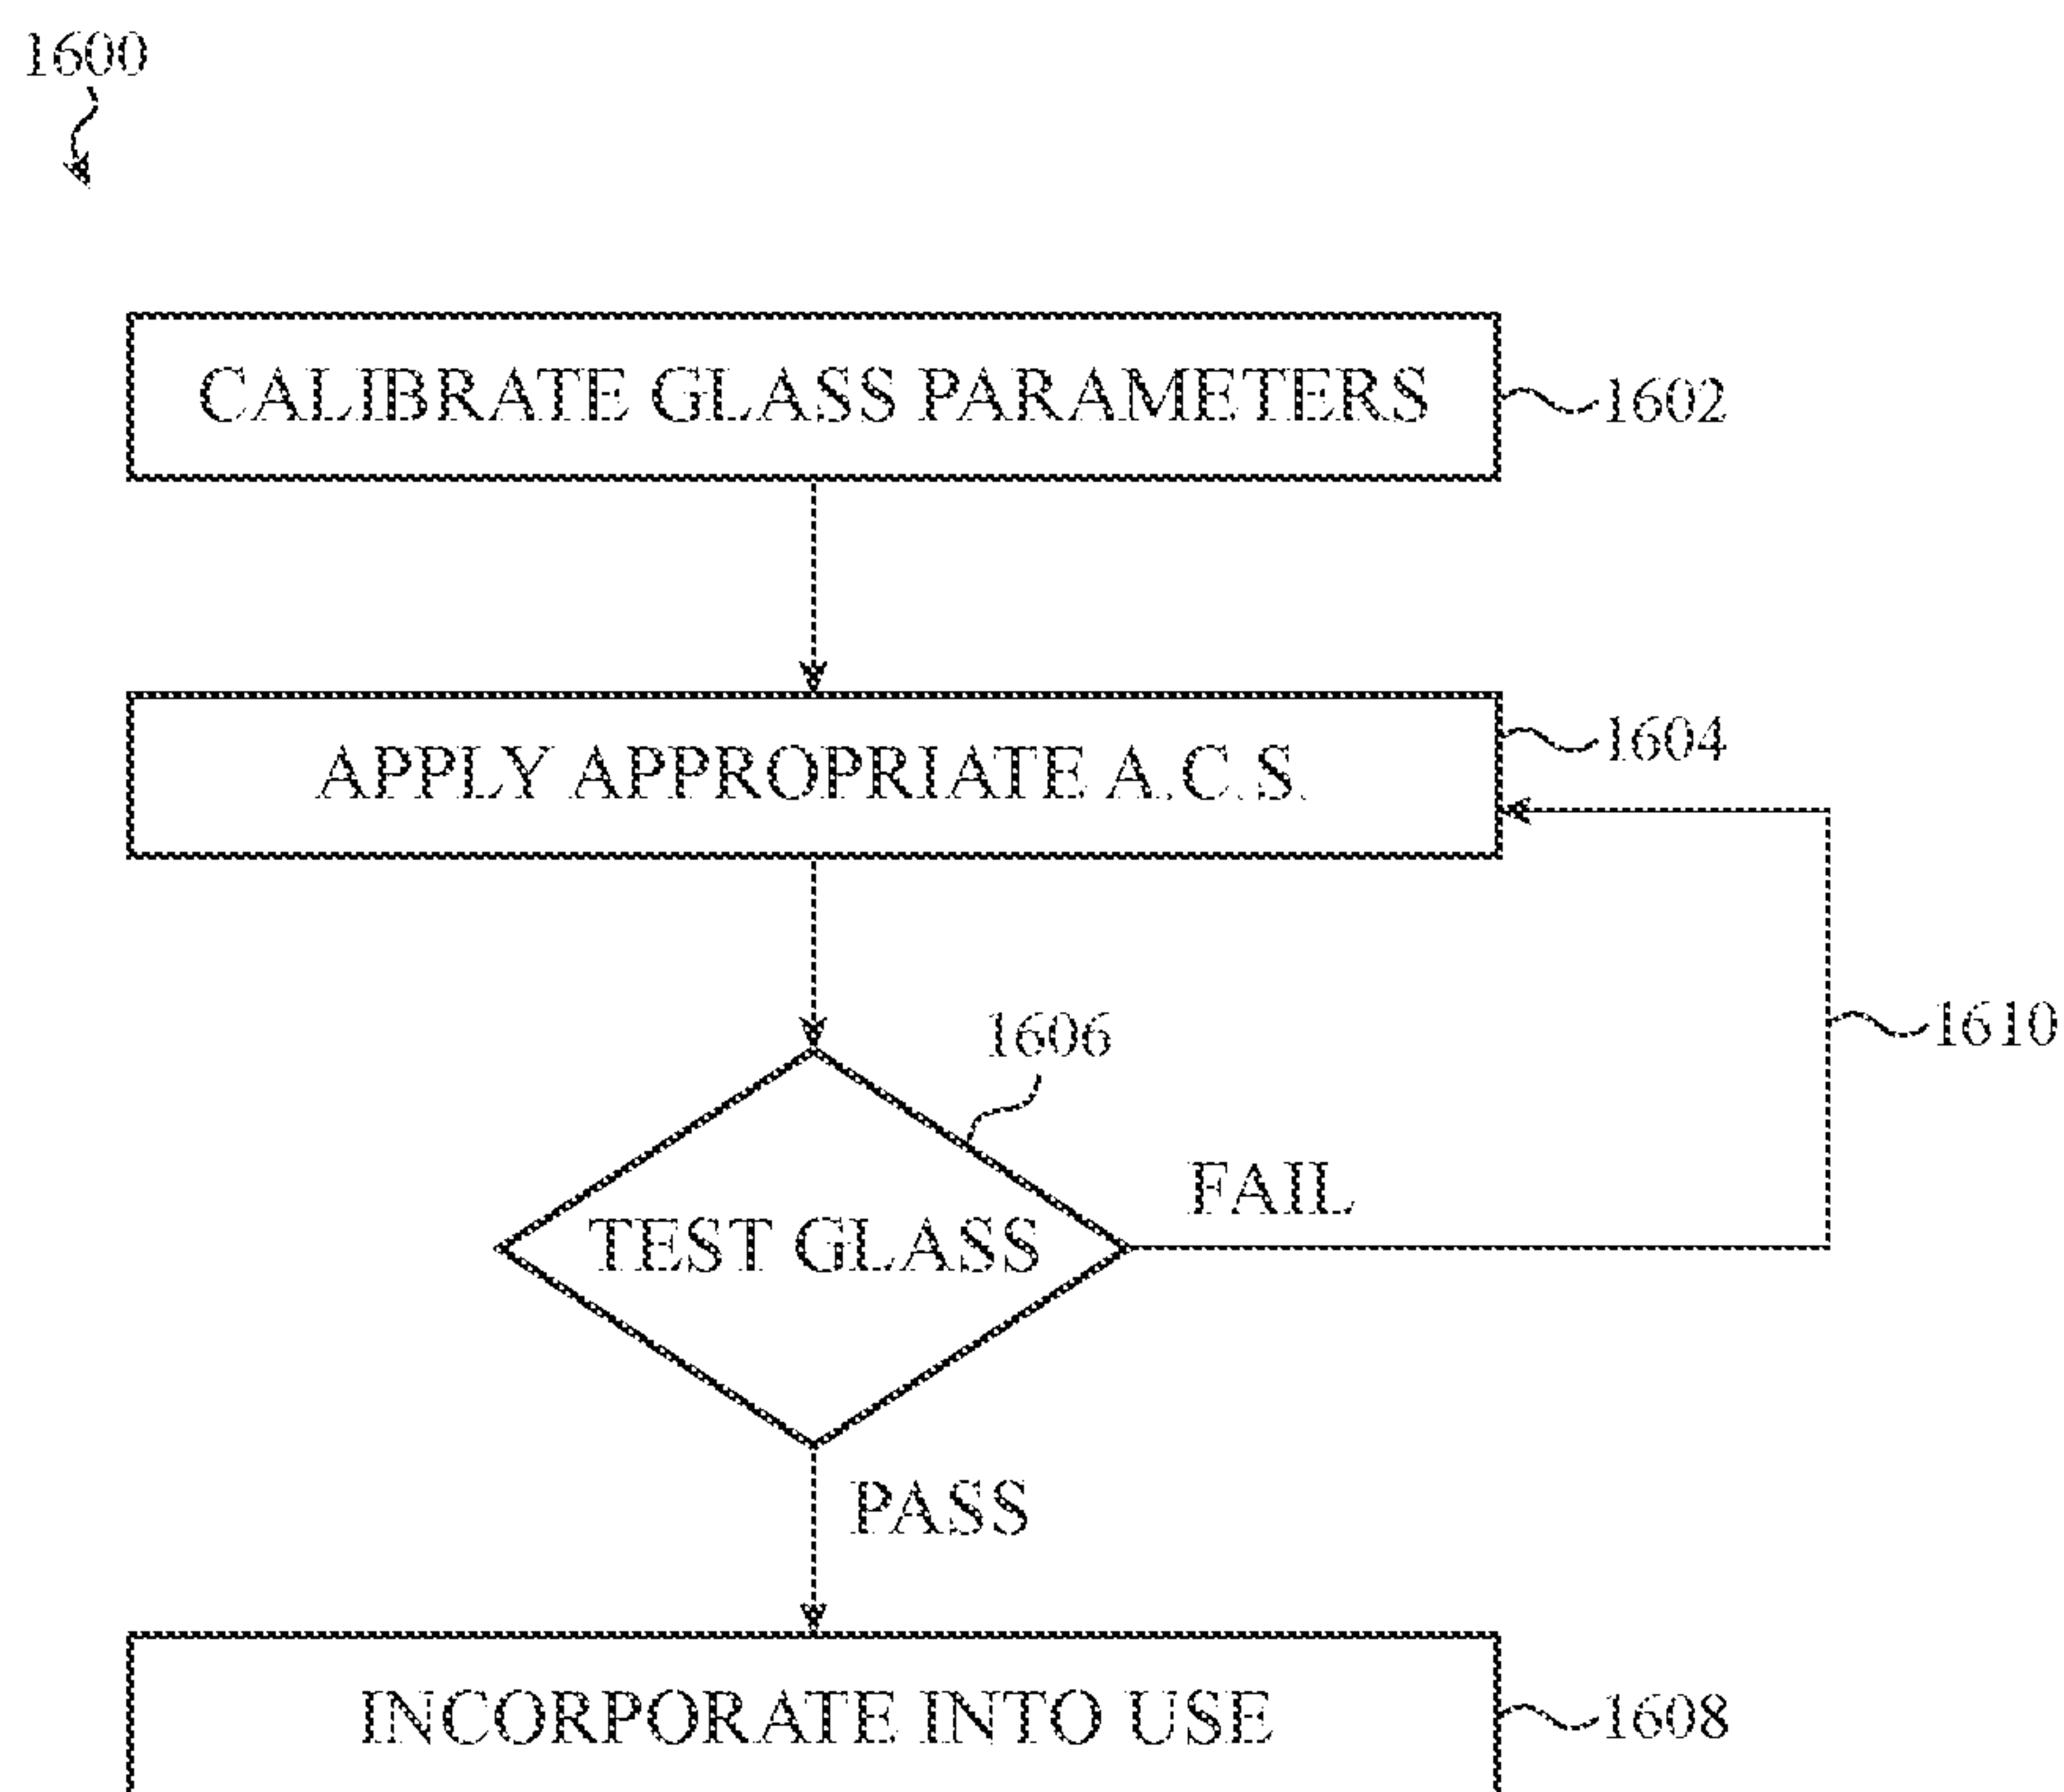 1600
CALIBRATE GLASS PARAMETERS
1602
APPLY APPROPRIATE A.C.S.
1604
1606
1610
FAIL
TEST GLASS
PASS
INCORPORATE INTO USE
1608